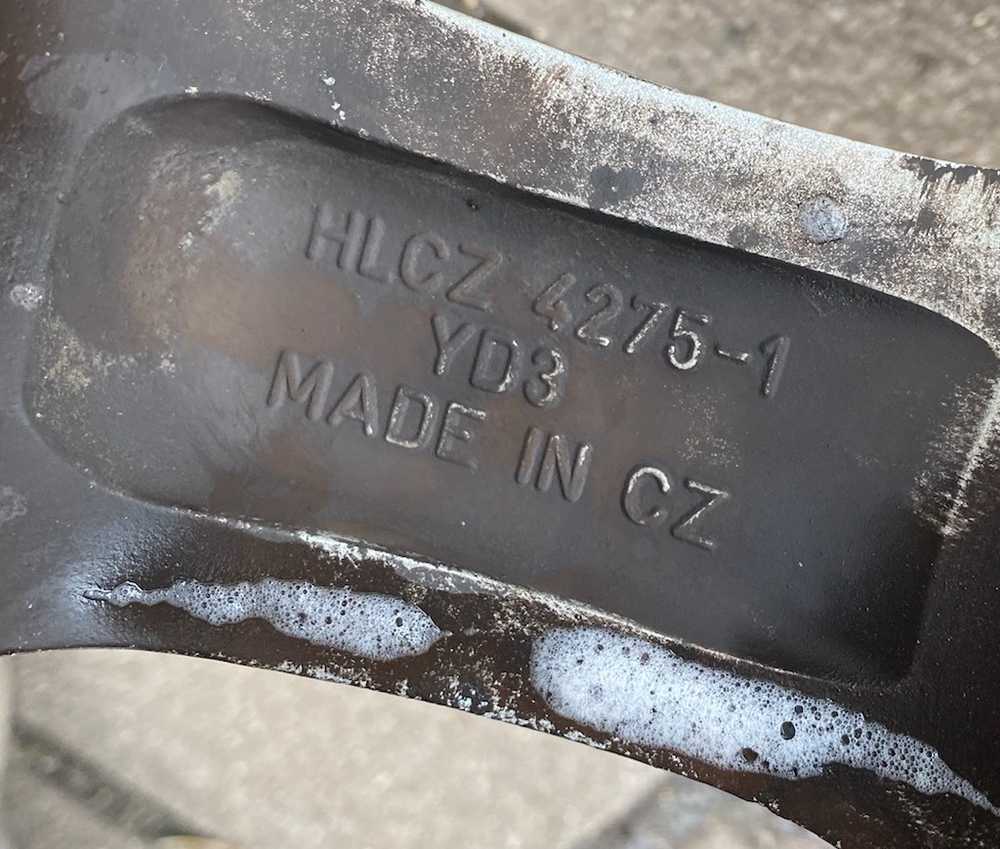 HLCZ 4275-1
YD3
MADE IN CZ